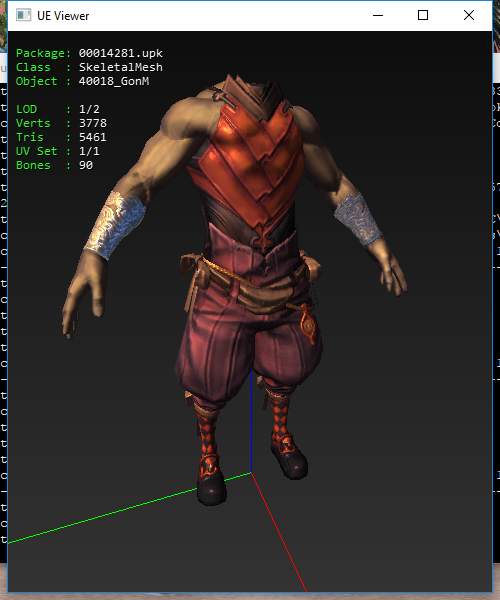 UE Viewer
Package: 00014281.upk
Class : SkeletalMesh
Object : 40018_GonM
LOD : 1/2
Verts : 3778
Tris : 5461
UV Set : 1/1
Bones : 90